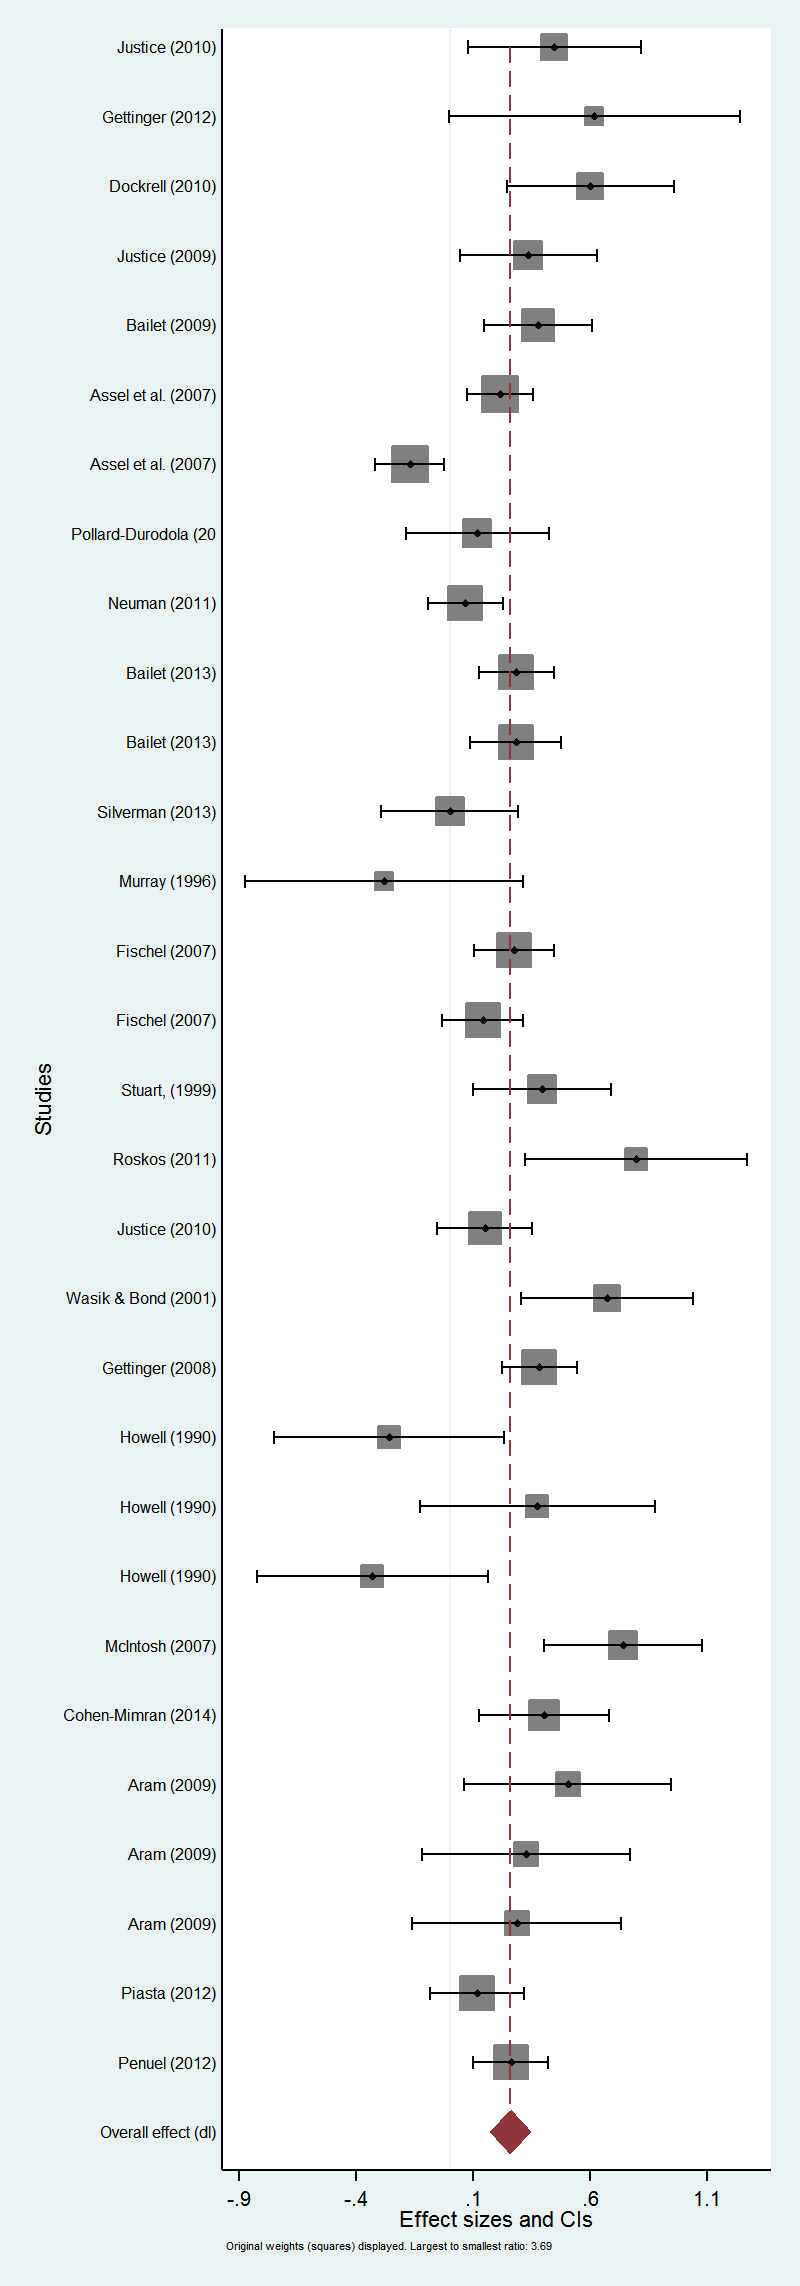 Justice (2010)
Gettinger (2012)
Dockrell (2010)
Justice (2009)
Bailet (2009)
Assel et al. (2007)
Assel et al. (2007)
Pollard-Durodola (20
Neuman (2011)
Bailet (2013)
Bailet (2013)
Silverman (2013)
Murray (1996)
Fischel (2007)
Fischel (2007)
Stuart, (1999)
Roskos (2011)
Justice (2010)
Wasik & Bond (2001)
Gettinger (2008)
Howell (1990)
Howell (1990)
Howell (1990)
McIntosh (2007)
Cohen-Mimran (2014)
Aram (2009)
Aram (2009)
Aram (2009)
Piasta (2012)
Penuel (2012)
Overall effect (dl)
Studies
-.9 -.4 .1 .6 1.1
Effect sizes and CIs
Original weights (squares) displayed. Largest to smallest ratio: 3.69